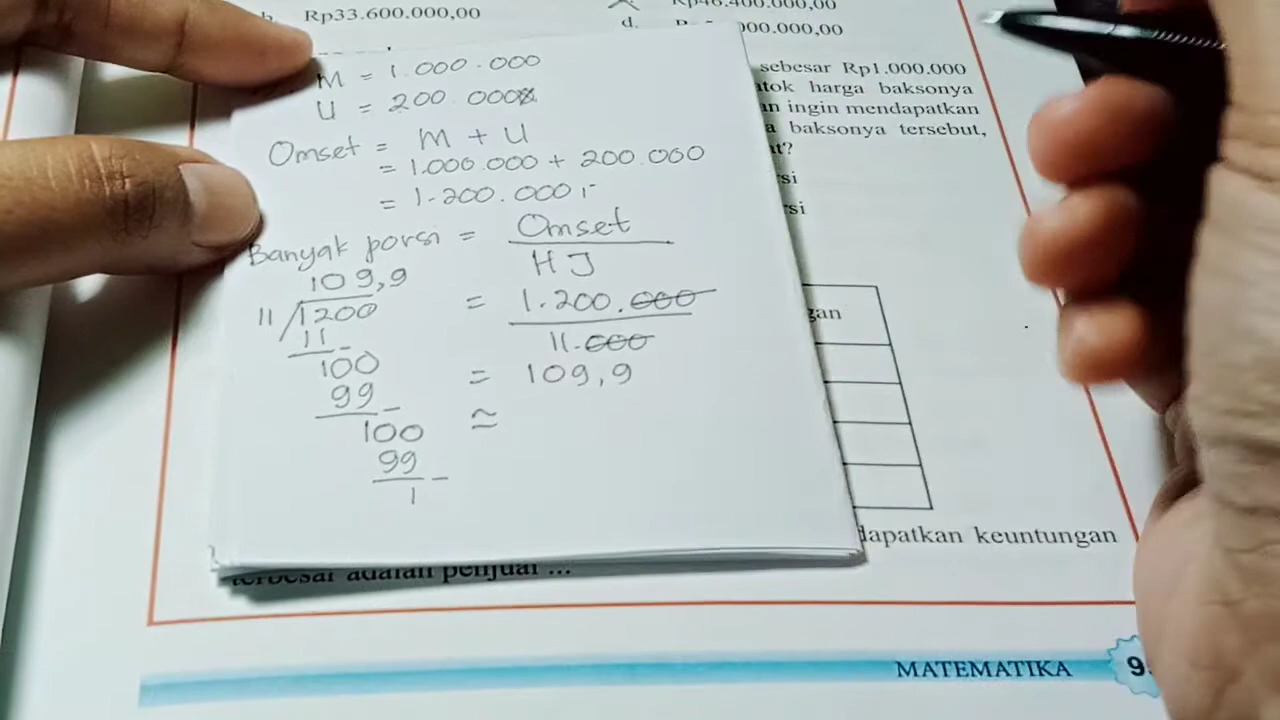 Rp33.600.000,00
Rp46.400.000,00
d.
000.000,00
M = 1.000.000
U = 200.000
Omset = M + U
= 1.000.000 + 200.000
= 1.200.000
Banyak porsi = Omset
HJ
109,9
11 1200
11
100
99
100
99
1
= 1.200.000
11.000
= 109,9
≈
sebesar Rp1.000.000
harga baksonya
ingin mendapatkan
baksonya tersebut,
keuntungan
terbesar adalah penjual ...
MATEMATIKA